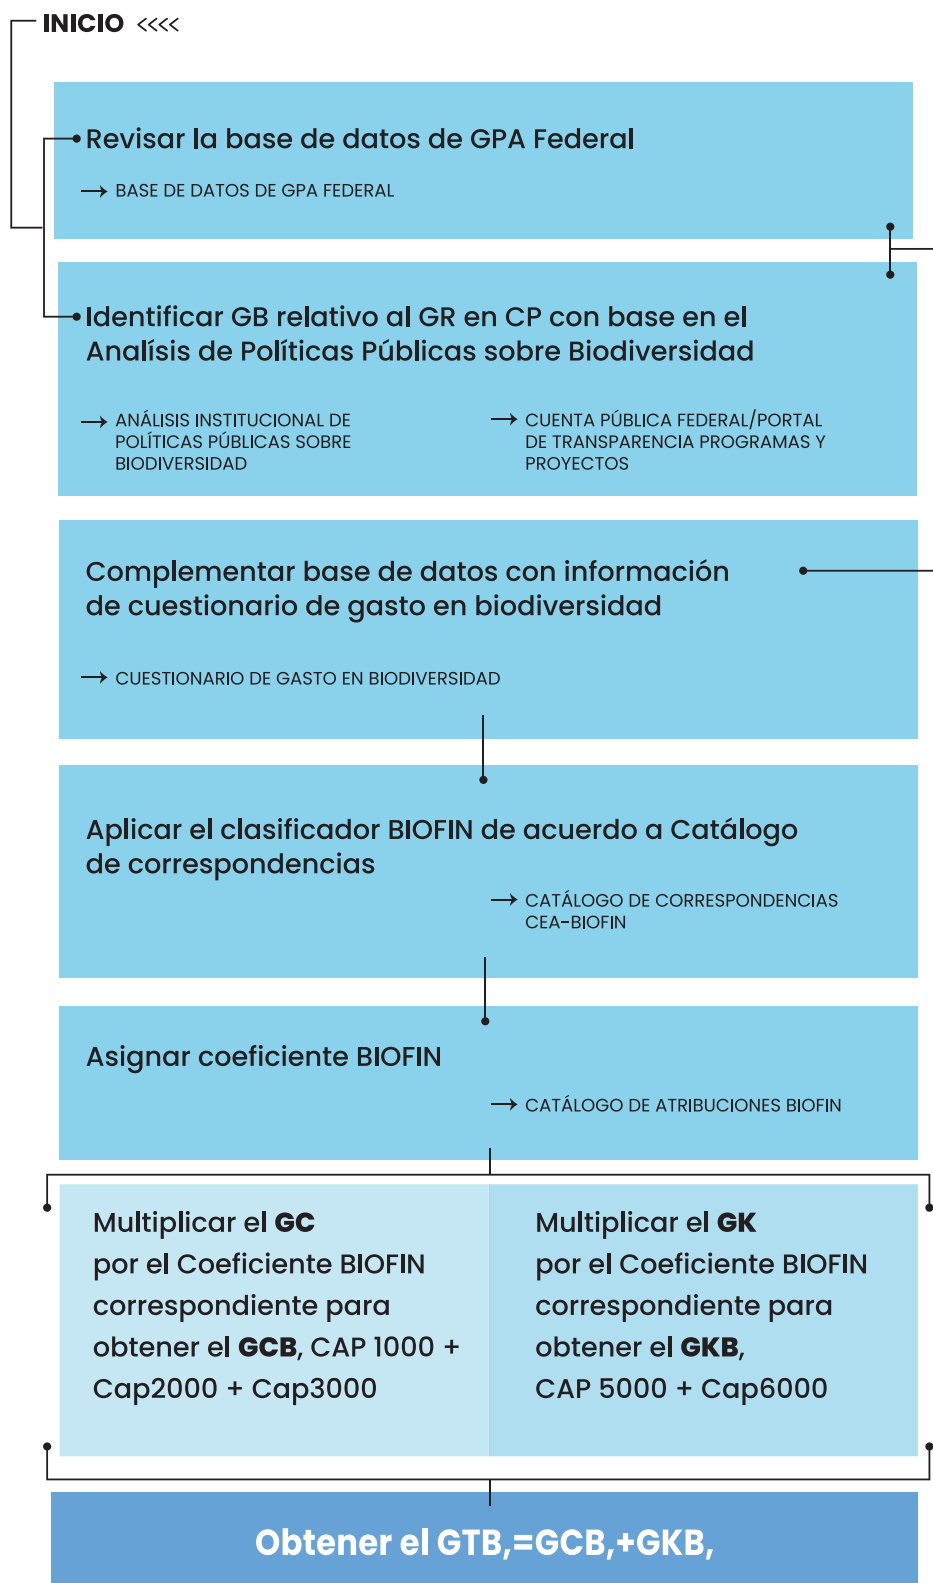 INICIO <<<<
Revisar la base de datos de GPA Federal
→ BASE DE DATOS DE GPA FEDERAL
Identificar GB relativo al GR en CP con base en el
Analísis de Políticas Públicas sobre Biodiversidad
→ ANÁLISIS INSTITUCIONAL DE
POLÍTICAS PÚBLICAS SOBRE
BIODIVERSIDAD
→ CUENTA PÚBLICA FEDERAL/PORTAL
DE TRANSPARENCIA PROGRAMAS Y
PROYECTOS
Complementar base de datos con información
de cuestionario de gasto en biodiversidad
→ CUESTIONARIO DE GASTO EN BIODIVERSIDAD
Aplicar el clasificador BIOFIN de acuerdo a Catálogo
de correspondencias
→ CATÁLOGO DE CORRESPONDENCIAS
CEA-BIOFIN
Asignar coeficiente BIOFIN
→ CATÁLOGO DE ATRIBUCIONES BIOFIN
Multiplicar el GC
por el Coeficiente BIOFIN
correspondiente para
obtener el GCB, CAP 1000 +
Cap2000 + Cap3000
Multiplicar el GK
por el Coeficiente BIOFIN
correspondiente para
obtener el GKB,
CAP 5000 + Cap6000
Obtener el GTB,=GCB,+GKB,